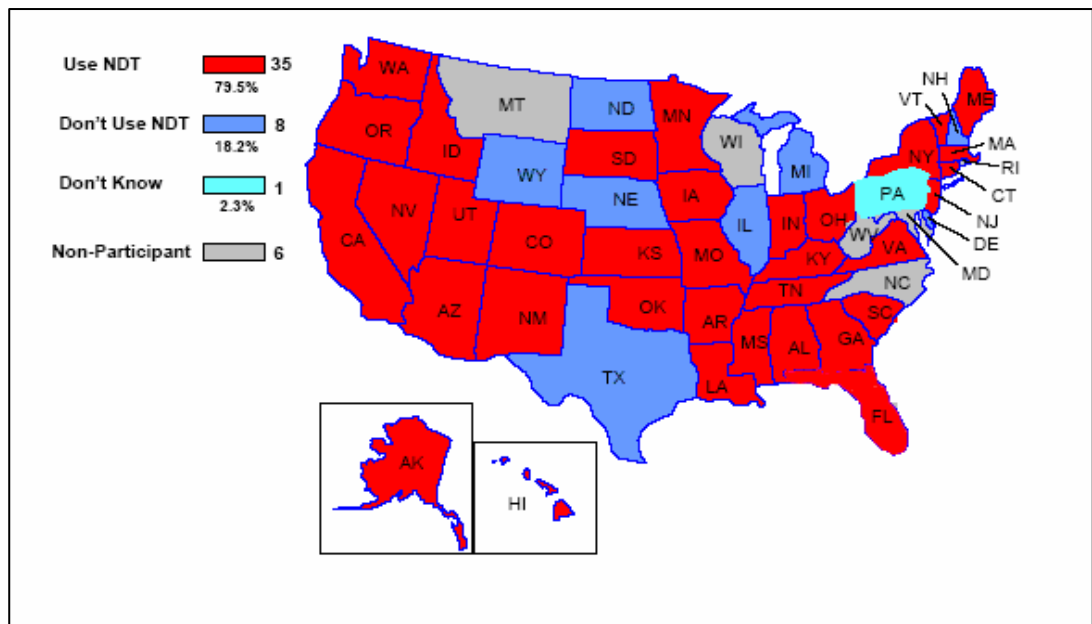 Use NDT 35
79.5%
Don't Use NDT 8
18.2%
Don't Know 1
2.3%
Non-Participant 6
WA
OR
CA
NV
ID
MT
WY
UT
AZ
CO
NM
ND
SD
NE
KS
OK
TX
MN
IA
MO
AR
LA
WI
IL
MI
IN
OH
KY
TN
MS
AL
GA
FL
SC
NC
VA
WV
PA
NY
VT
NH
ME
MA
RI
CT
NJ
DE
MD
AK
HI